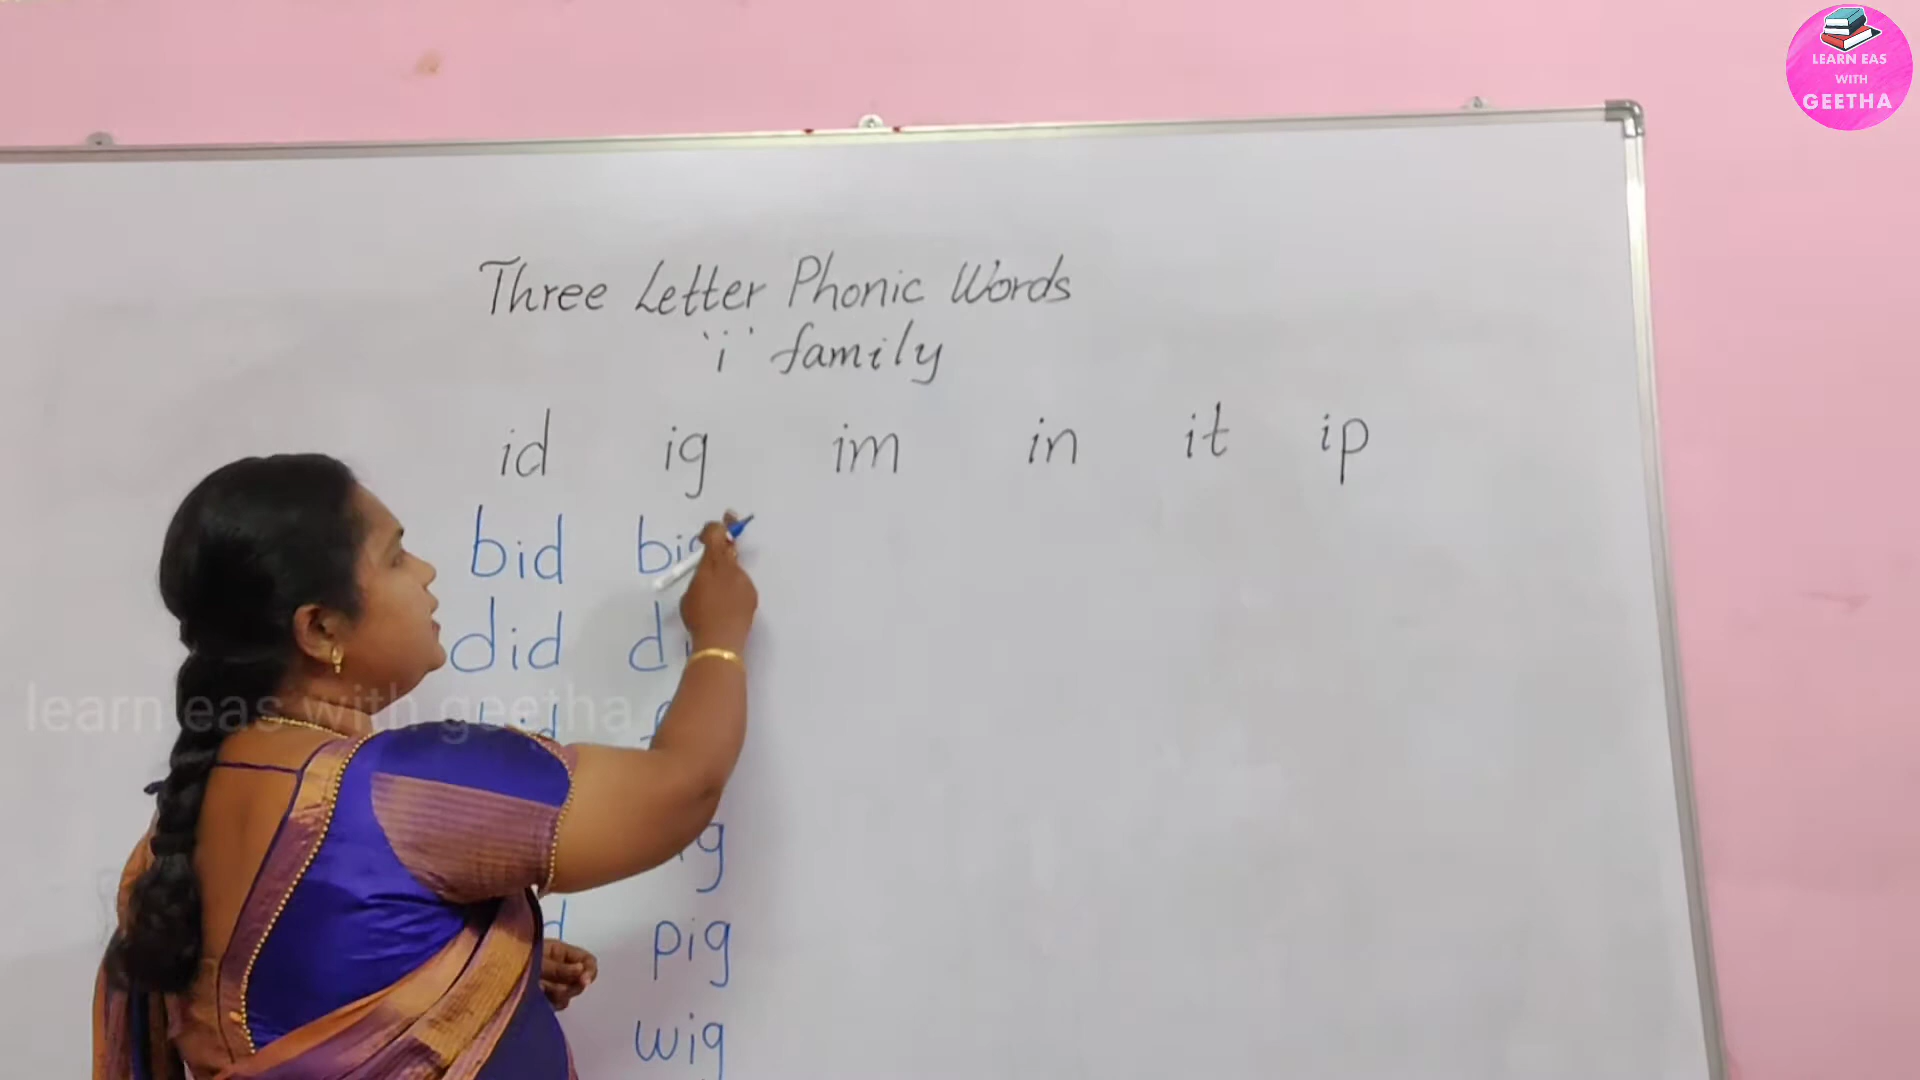 LEARN EAS
WITH
GEETHA
Three Letter Phonic Words
'i' family
id ig im in it ip
bid big
did
learn eas with geetha
pig
wig